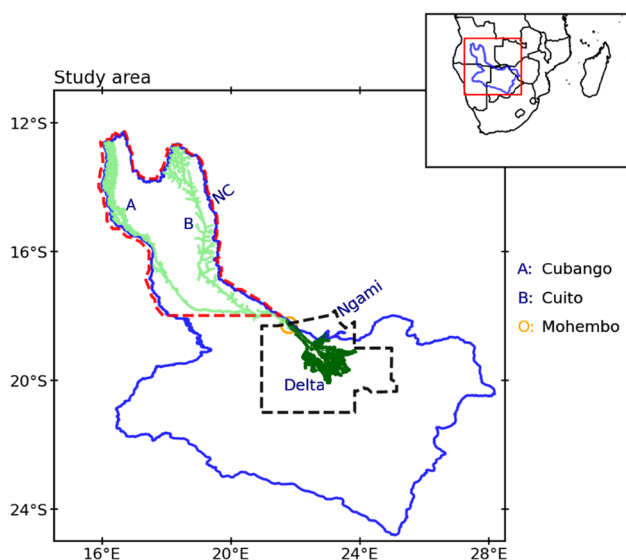 Study area
12°S
16°S
20°S
24°S
16°E
20°E
24°E
28°E
A
B
NC
Ngami
Delta
A: Cubango
B: Cuito
O: Mohembo